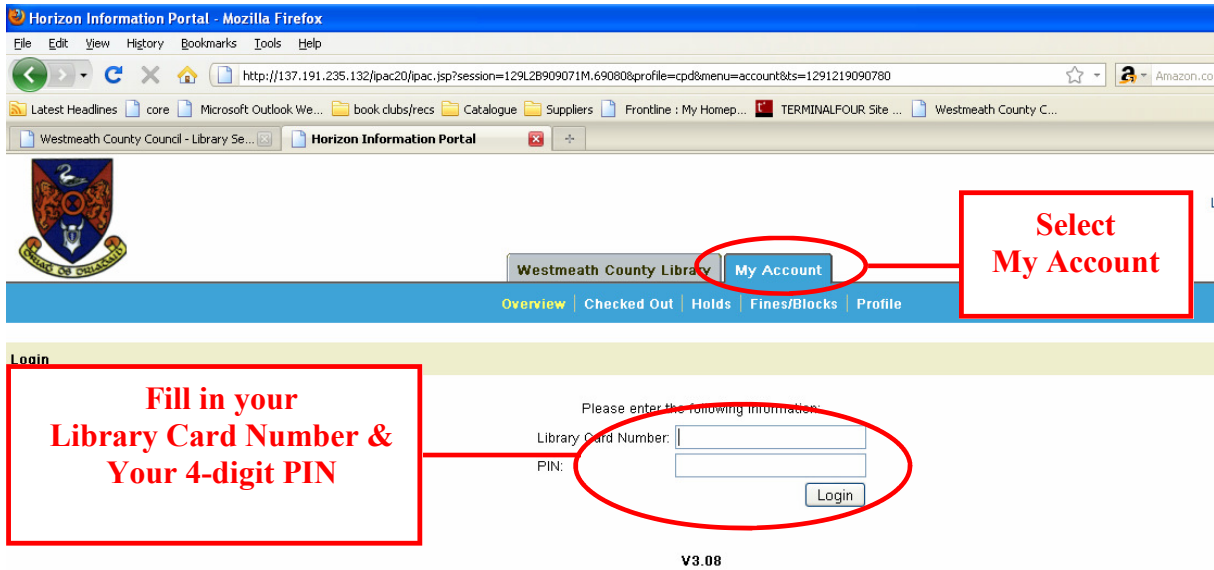 Horizon Information Portal - Mozilla Firefox
File Edit View History Bookmarks Tools Help
http://137.191.235.132/ipac20/ipac.jsp?session=129L2B909071M.69080&profile=cpd&menu=account&ts=1291219090780
Amazon.co
Latest Headlines core Microsoft Outlook We... book clubs/recs Catalogue Suppliers Frontline : My Homep... TERMINALFOUR Site ... Westmeath County C...
Westmeath County Council - Library Se... Horizon Information Portal
Select
My Account
Westmeath County Library My Account
Overview Checked Out Holds Fines/Blocks Profile
Login
Fill in your
Library Card Number &
Your 4-digit PIN
Please enter the following information:
Library Card Number:
PIN:
Login
V3.08